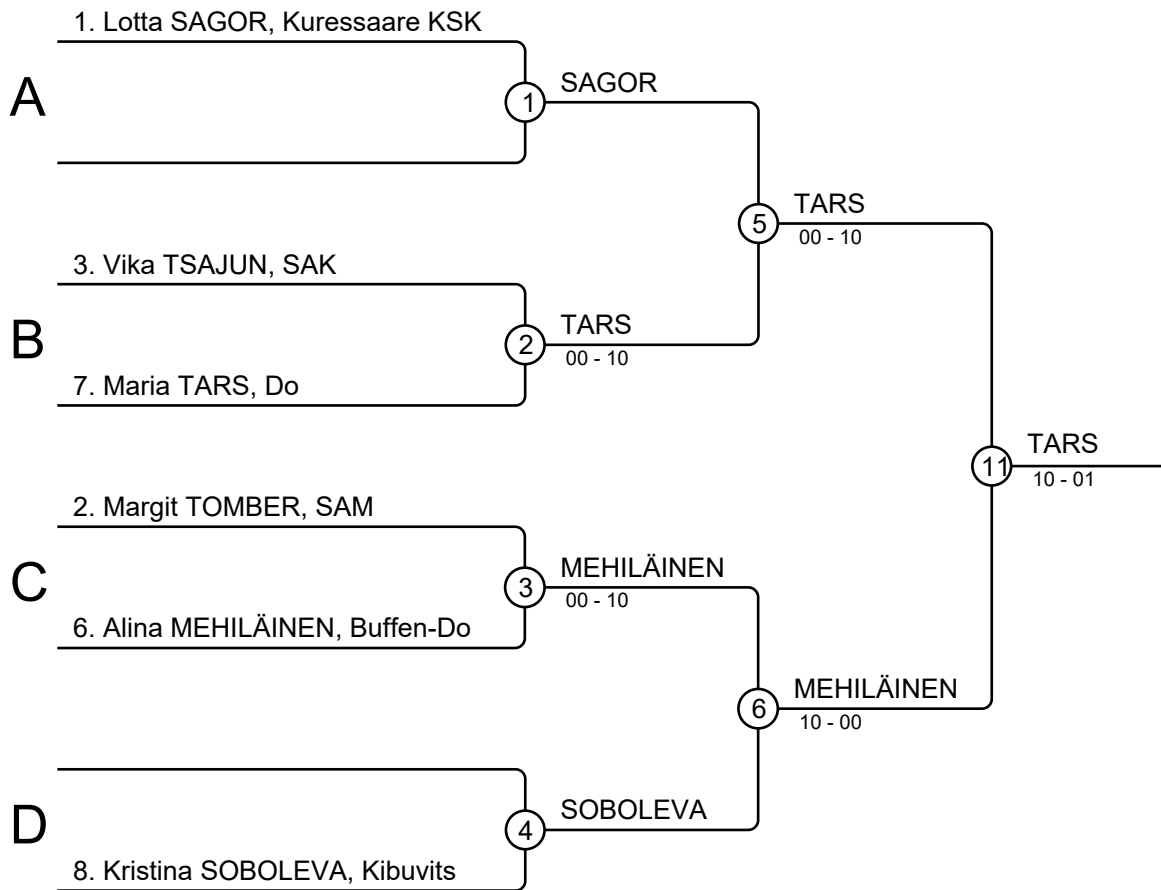 1. Lotta SAGOR, Kuressaare KSK
A
1
SAGOR
5
TARS
00 - 10
3. Vika TSAJUN, SAK
B
2
TARS
00 - 10
7. Maria TARS, Do
11
TARS
10 - 01
2. Margit TOMBER, SAM
C
3
MEHILÄINEN
00 - 10
6. Alina MEHILÄINEN, Buffen-Do
6
MEHILÄINEN
10 - 00
D
4
SOBOLEVA
8. Kristina SOBOLEVA, Kibuvits